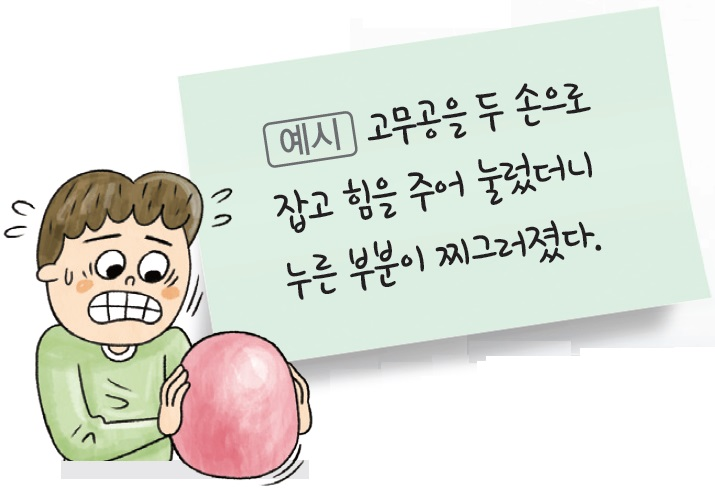 예시 고무공을 두 손으로
잡고 힘을 주어 눌렀더니
누른 부분이 찌그러졌다.